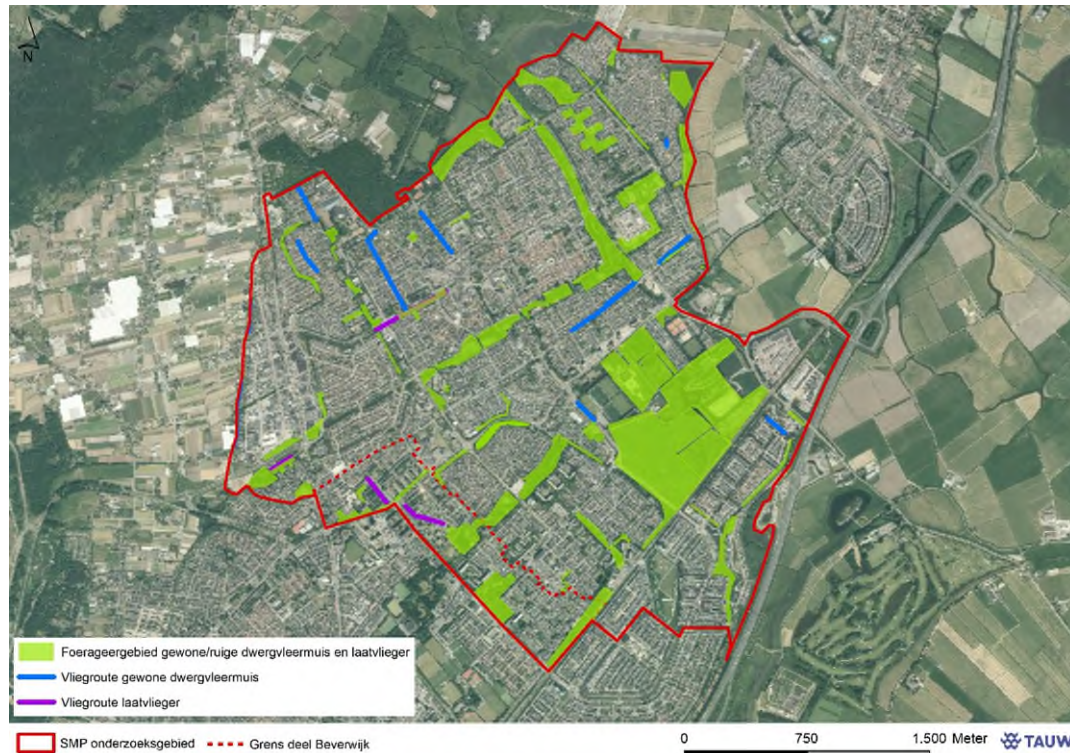 N
Foerageergebied gewone/ruige dwergvleermuis en laatvlieger
Vliegroute gewone dwergvleermuis
Vliegroute laatvlieger
SMP onderzoeksgebied
Grens deel Beverwijk
0 750 1.500 Meter
TAUW